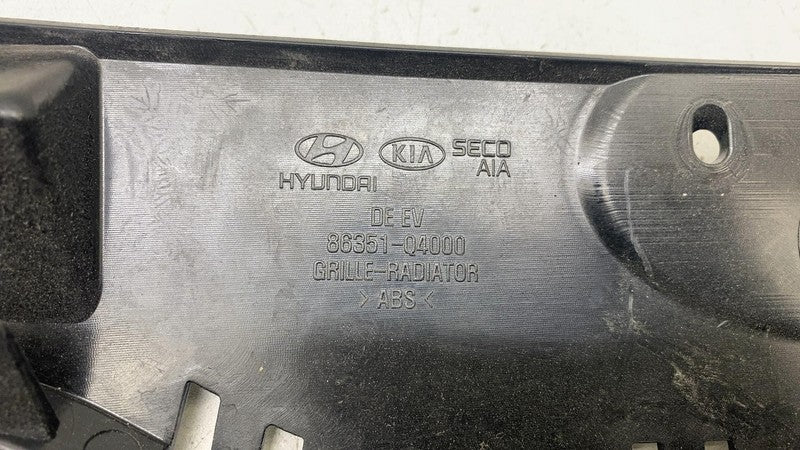 HYUNDAI KIA SECO
AIA
DE EV
86351-Q4000
GRILLE-RADIATOR
> ABS <